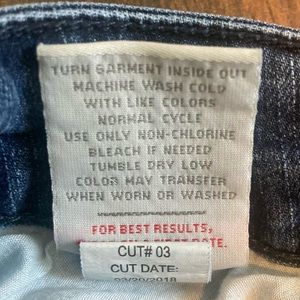 TURN GARMENT INSIDE OUT
MACHINE WASH COLD
WITH LIKE COLORS
NORMAL CYCLE
USE ONLY NON-CHLORINE
BLEACH IF NEEDED
TUMBLE DRY LOW
COLOR MAY TRANSFER
WHEN WORN OR WASHED
FOR BEST RESULTS,
DATE.
CUT# 03
CUT DATE: